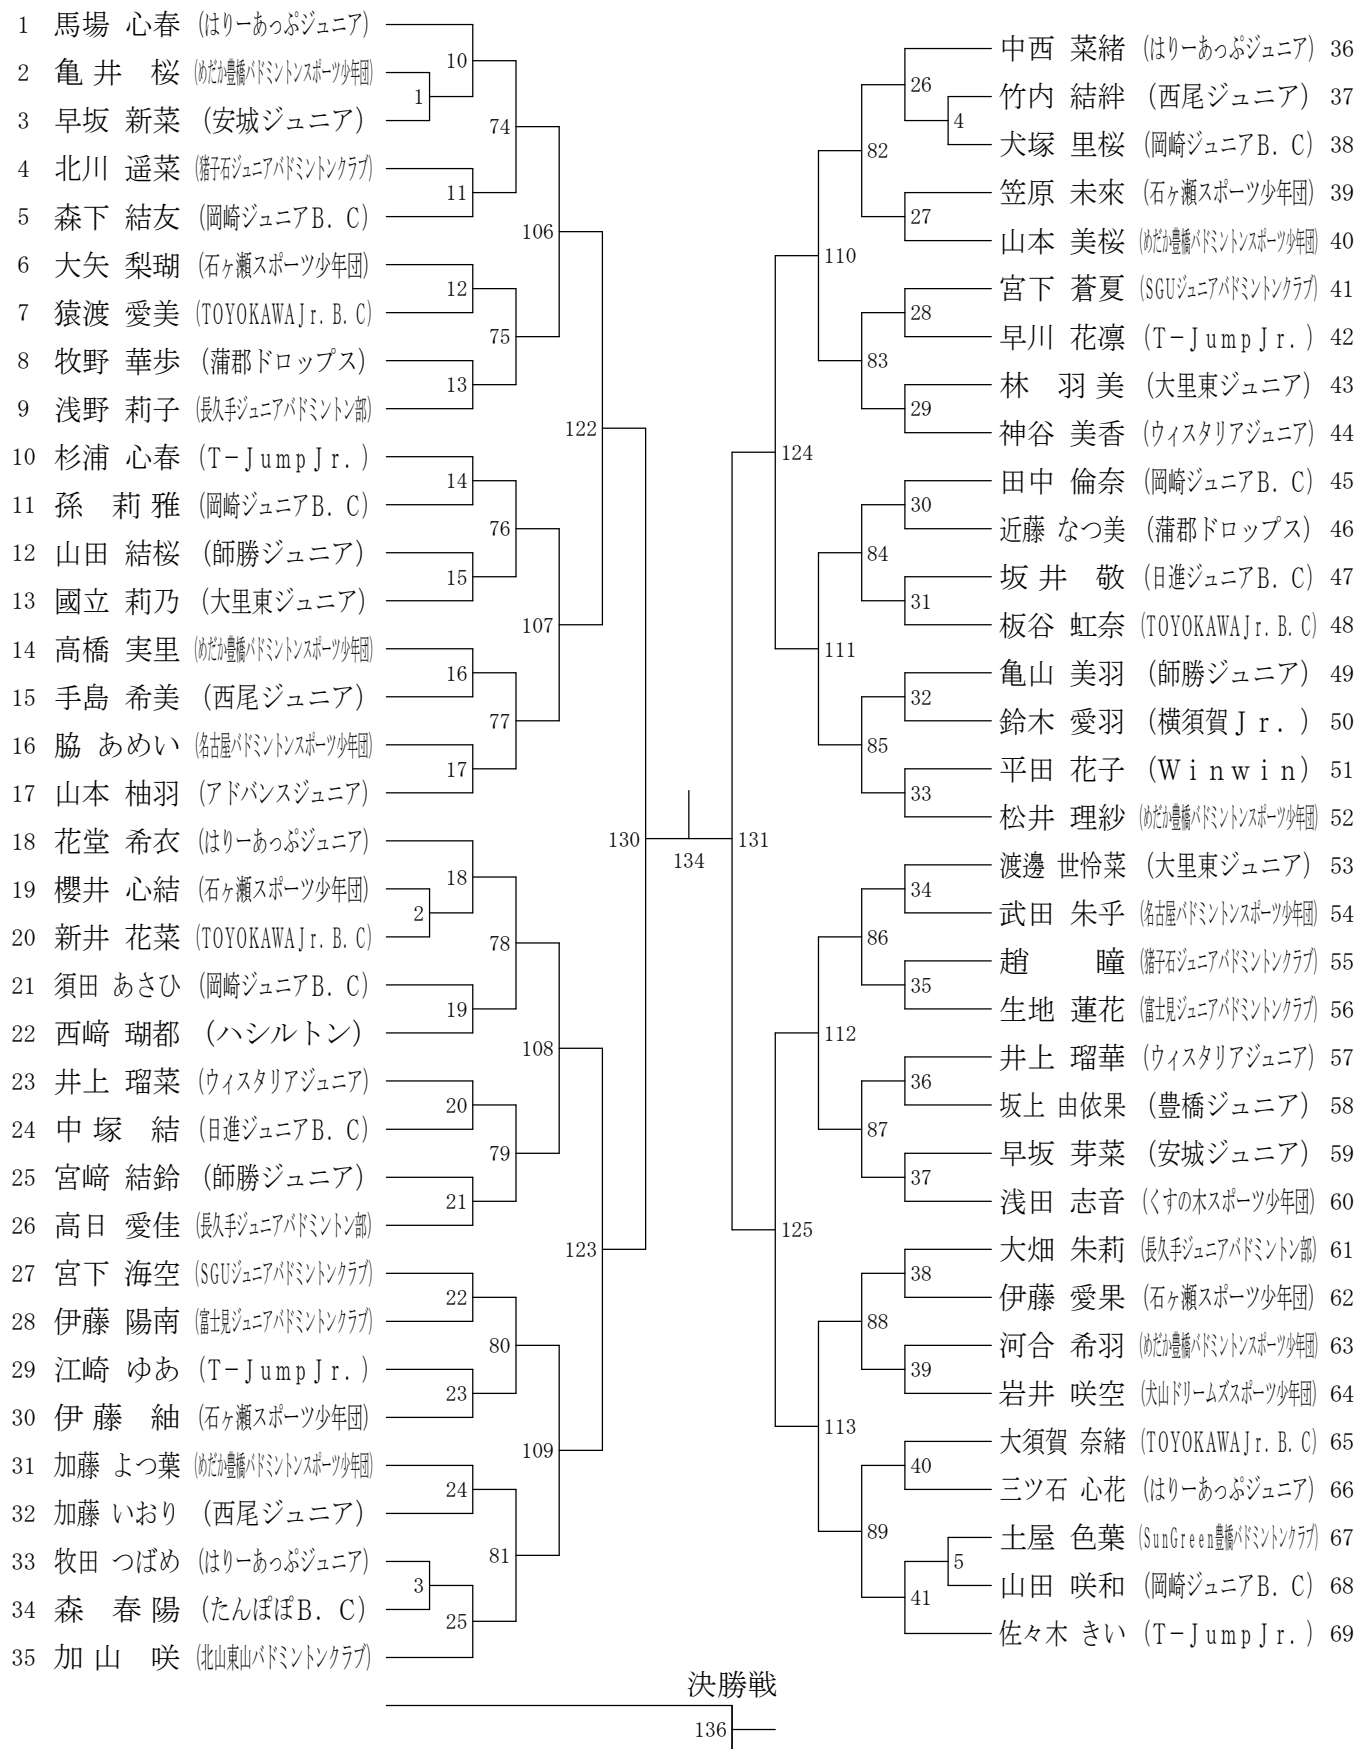 1 馬場 心春 (はりーあっぷジュニア)
2 亀井 桜 (めだか豊橋バドミントンスポーツ少年団)
3 早坂 新菜 (安城ジュニア)
4 北川 遥菜 (猪子石ジュニアバドミントンクラブ)
5 森下 結友 (岡崎ジュニアB.C)
6 大矢 梨瑚 (石ヶ瀬スポーツ少年団)
7 猿渡 愛美 (TOYOKAWAJr.B.C)
8 牧野 華歩 (蒲郡ドロップス)
9 浅野 莉子 (長久手ジュニアバドミントン部)
10 杉浦 心春 (T-JumpJr.)
11 孫 莉雅 (岡崎ジュニアB.C)
12 山田 結桜 (師勝ジュニア)
13 國立 莉乃 (大里東ジュニア)
14 高橋 実里 (めだか豊橋バドミントンスポーツ少年団)
15 手島 希美 (西尾ジュニア)
16 脇 あめい (名古屋バドミントンスポーツ少年団)
17 山本 柚羽 (アドバンスジュニア)
18 花堂 希衣 (はりーあっぷジュニア)
19 櫻井 心結 (石ヶ瀬スポーツ少年団)
20 新井 花菜 (TOYOKAWAJr.B.C)
21 須田 あさひ (岡崎ジュニアB.C)
22 西﨑 瑚都 (ハシルトン)
23 井上 瑠菜 (ウィスタリアジュニア)
24 中塚 結 (日進ジュニアB.C)
25 宮﨑 結鈴 (師勝ジュニア)
26 高日 愛佳 (長久手ジュニアバドミントン部)
27 宮下 海空 (SGUジュニアバドミントンクラブ)
28 伊藤 陽南 (富士見ジュニアバドミントンクラブ)
29 江崎 ゆあ (T-JumpJr.)
30 伊藤 紬 (石ヶ瀬スポーツ少年団)
31 加藤 よつ葉 (めだか豊橋バドミントンスポーツ少年団)
32 加藤 いおり (西尾ジュニア)
33 牧田 つばめ (はりーあっぷジュニア)
34 森 春陽 (たんぽぽB.C)
35 加山 咲 (北山東山バドミントンクラブ)
1
2
3
10
11
12
13
14
15
16
17
18
19
20
21
22
23
24
25
74
75
76
77
78
79
80
81
106
107
108
109
122
123
130
134
131
124
125
110
111
112
113
82
83
84
85
86
87
88
89
26
27
28
29
30
31
32
33
34
35
36
37
38
39
40
41
4
5
中西 菜緒 (はりーあっぷジュニア) 36
竹内 結絆 (西尾ジュニア) 37
犬塚 里桜 (岡崎ジュニアB.C) 38
笠原 未來 (石ヶ瀬スポーツ少年団) 39
山本 美桜 (めだか豊橋バドミントンスポーツ少年団) 40
宮下 蒼夏 (SGUジュニアバドミントンクラブ) 41
早川 花凛 (T-JumpJr.) 42
林 羽美 (大里東ジュニア) 43
神谷 美香 (ウィスタリアジュニア) 44
田中 倫奈 (岡崎ジュニアB.C) 45
近藤 なつ美 (蒲郡ドロップス) 46
坂井 敬 (日進ジュニアB.C) 47
板谷 虹奈 (TOYOKAWAJr.B.C) 48
亀山 美羽 (師勝ジュニア) 49
鈴木 愛羽 (横須賀Jr.) 50
平田 花子 (Winwin) 51
松井 理紗 (めだか豊橋バドミントンスポーツ少年団) 52
渡邊 世怜菜 (大里東ジュニア) 53
武田 朱乎 (名古屋バドミントンスポーツ少年団) 54
趙 瞳 (猪子石ジュニアバドミントンクラブ) 55
生地 蓮花 (富士見ジュニアバドミントンクラブ) 56
井上 瑠華 (ウィスタリアジュニア) 57
坂上 由依果 (豊橋ジュニア) 58
早坂 芽菜 (安城ジュニア) 59
浅田 志音 (くすの木スポーツ少年団) 60
大畑 朱莉 (長久手ジュニアバドミントン部) 61
伊藤 愛果 (石ヶ瀬スポーツ少年団) 62
河合 希羽 (めだか豊橋バドミントンスポーツ少年団) 63
岩井 咲空 (犬山ドリームズスポーツ少年団) 64
大須賀 奈緒 (TOYOKAWAJr.B.C) 65
三ツ石 心花 (はりーあっぷジュニア) 66
土屋 色葉 (SunGreen豊橋バドミントンクラブ) 67
山田 咲和 (岡崎ジュニアB.C) 68
佐々木 きい (T-JumpJr.) 69
決勝戦
136